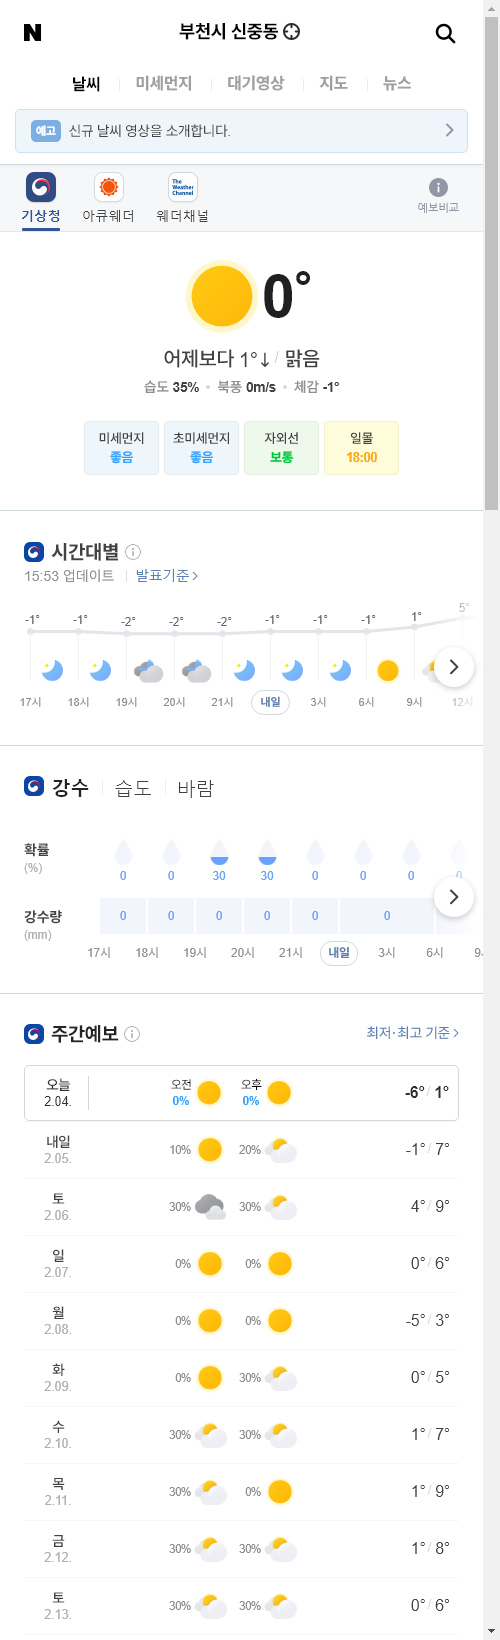 N 부천시 신중동
날씨 미세먼지 대기영상 지도 뉴스
예고 신규 날씨 영상을 소개합니다.
The Weather Channel
기상청 아큐웨더 웨더채널 예보비교
0°
어제보다 1°↓ / 맑음
습도 35% • 북풍 0m/s • 체감 -1°
미세먼지 초미세먼지 자외선 일몰
좋음 좋음 보통 18:00
시간대별
15:53 업데이트 발표기준 >
-1° -1° -2° -2° -2° -1° -1° -1° 1° 5°
17시 18시 19시 20시 21시 내일 3시 6시 9시 12시
강수 습도 바람
확률
(%)
0 0 30 30 0 0 0 0
강수량
(mm)
0 0 0 0 0 0
17시 18시 19시 20시 21시 내일 3시 6시
주간예보 최저·최고 기준 >
오늘 2.04. 오전 0% 오후 0% -6° / 1°
내일 2.05. 10% 20% -1° / 7°
토 2.06. 30% 30% 4° / 9°
일 2.07. 0% 0% 0° / 6°
월 2.08. 0% 0% -5° / 3°
화 2.09. 0% 30% 0° / 5°
수 2.10. 30% 30% 1° / 7°
목 2.11. 30% 0% 1° / 9°
금 2.12. 30% 30% 1° / 8°
토 2.13. 30% 30% 0° / 6°